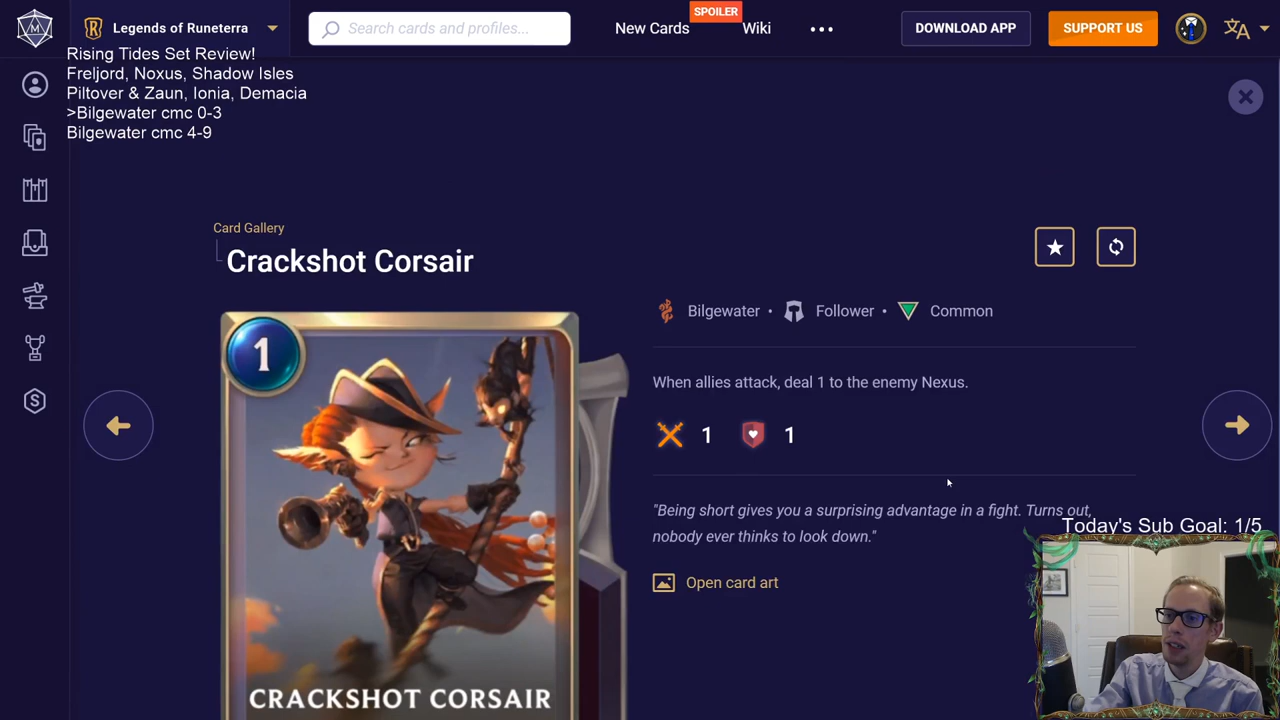 Legends of Runeterra
Search cards and profiles...
New Cards
SPOILER
Wiki
DOWNLOAD APP
SUPPORT US
Rising Tides Set Review!
Freljord, Noxus, Shadow Isles
Piltover & Zaun, Ionia, Demacia
>Bilgewater cmc 0-3
Bilgewater cmc 4-9
Card Gallery
Crackshot Corsair
Bilgewater • Follower • Common
When allies attack, deal 1 to the enemy Nexus.
1 1
"Being short gives you a surprising advantage in a fight. Turns out,
nobody ever thinks to look down."
Open card art
1
CRACKSHOT CORSAIR
Today's Sub Goal: 1/5